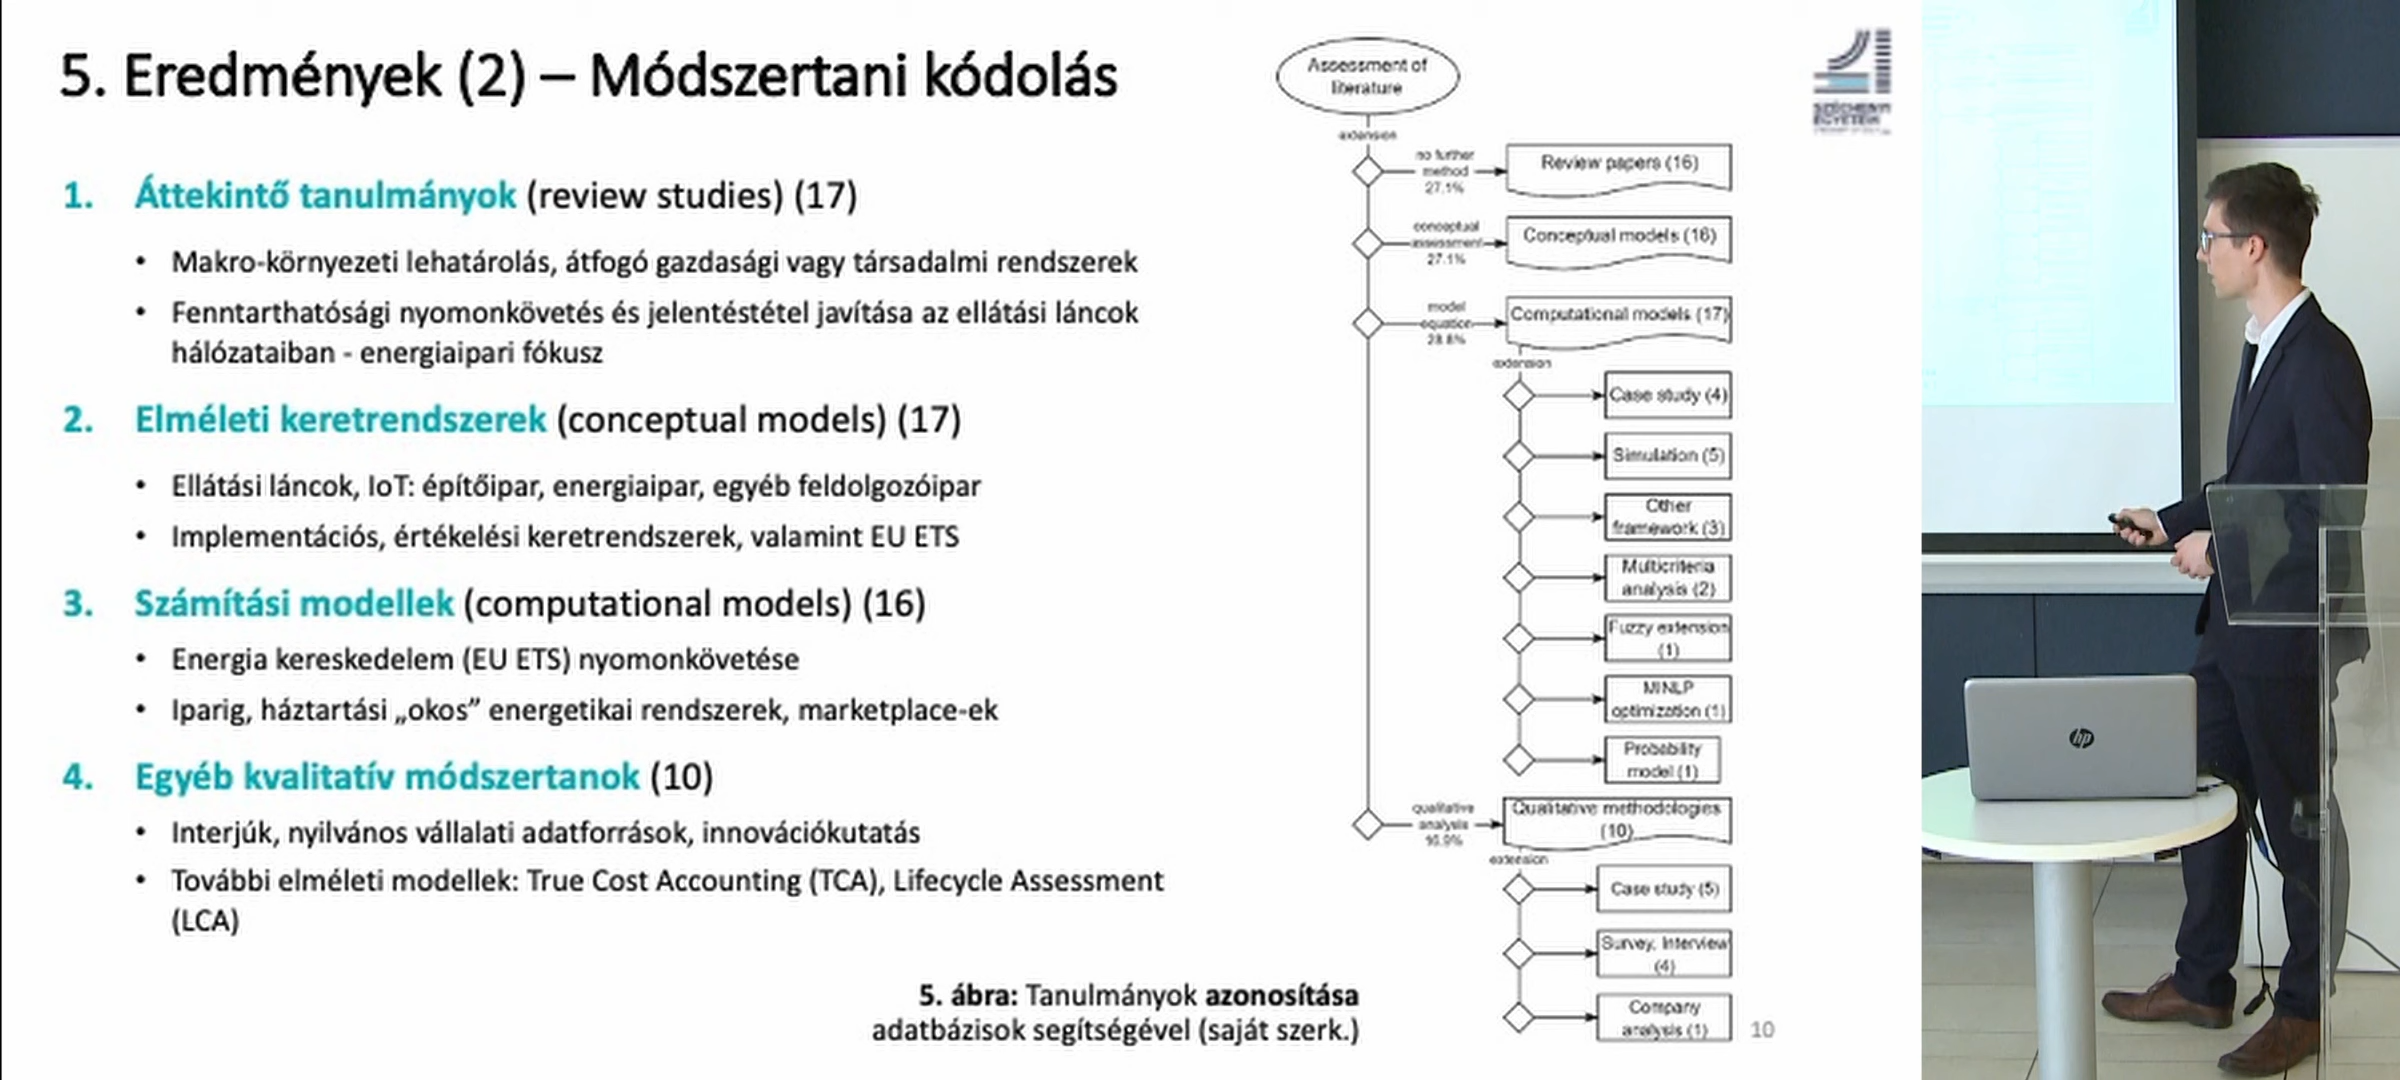 5. Eredmények (2) – Módszertani kódolás
1. Áttekintő tanulmányok (review studies) (17)
• Makro-környezeti lehatárolás, átfogó gazdasági vagy társadalmi rendszerek
• Fenntarthatósági nyomonkövetés és jelentéstétel javítása az ellátási láncok
hálózataiban - energiaipari fókusz
2. Elméleti keretrendszerek (conceptual models) (17)
• Ellátási láncok, IoT: építőipar, energiaipar, egyéb feldolgozóipar
• Implementációs, értékelési keretrendszerek, valamint EU ETS
3. Számítási modellek (computational models) (16)
• Energia kereskedelem (EU ETS) nyomonkövetése
• Iparig, háztartási „okos” energetikai rendszerek, marketplace-ek
4. Egyéb kvalitatív módszertanok (10)
• Interjúk, nyilvános vállalati adatforrások, innovációkutatás
• További elméleti modellek: True Cost Accounting (TCA), Lifecycle Assessment
(LCA)
5. ábra: Tanulmányok azonosítása
adatbázisok segítségével (saját szerk.)
Assessment of
literature
extension
no further
method
27.1%
Review papers (16)
conceptual
assessment
27.1%
Conceptual models (16)
model
equation
28.8%
Computational models (17)
extension
Case study (4)
Simulation (5)
Other
framework (3)
Multicriteria
analysis (2)
Fuzzy extension
(1)
MINLP
optimization (1)
Probability
model (1)
qualitative
analysis
16.9%
Qualitative methodologies
(10)
extension
Case study (5)
Survey, Interview
(4)
Company
analysis (1)
10
SZÉCHENYI
EGYETEM
hp